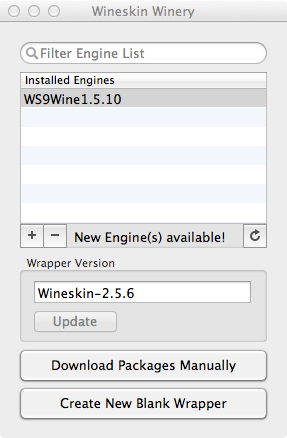 Wineskin Winery
Filter Engine List
Installed Engines
WS9Wine1.5.10
+ − New Engine(s) available!
Wrapper Version
Wineskin-2.5.6
Update
Download Packages Manually
Create New Blank Wrapper